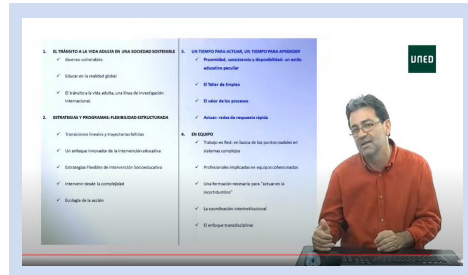 1. EL TRÁNSITO A LA VIDA ADULTA EN UNA SOCIEDAD SOSTENIBLE
✓ Jóvenes vulnerables
✓ Educar en la realidad global
✓ El tránsito a la vida adulta, una línea de investigación
internacional.
2. ESTRATEGIAS Y PROGRAMAS: FLEXIBILIDAD ESTRUCTURADA
✓ Transiciones lineales y trayectorias fallidas
✓ Un enfoque innovador de la intervención educativa
✓ Estrategias Flexibles de Intervención Socioeducativa
✓ Intervenir desde la complejidad
✓ Ecología de la acción
3. UN TIEMPO PARA ACTUAR, UN TIEMPO PARA APRENDER
✓ Proximidad, consistencia y disponibilidad: un estilo
educativo peculiar
✓ El Taller de Empleo
✓ El valor de los procesos
✓ Actuar: redes de respuesta rápida
4. EN EQUIPO
✓ Trabajo en Red: en busca de los puntos nodales en
sistemas complejos
✓ Profesionales implicados en equipos cohesionados
✓ Una formación necesaria para "actuar en la
incertidumbre"
✓ La coordinación interinstitucional
✓ El enfoque transdisciplinar
UNED